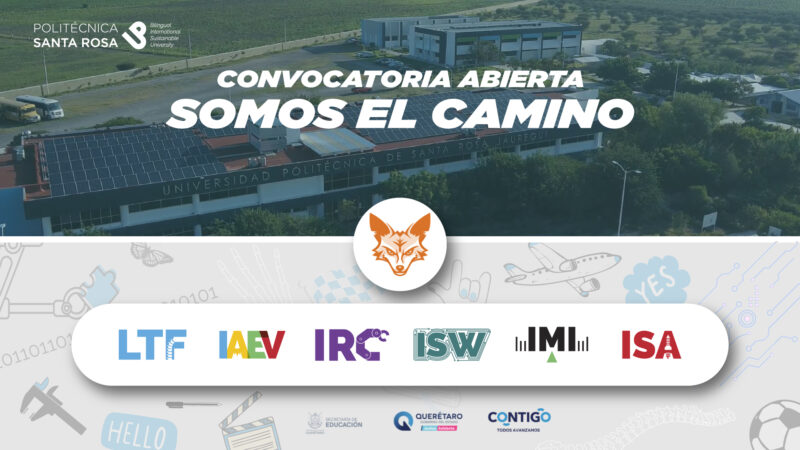 POLITÉCNICA
SANTA ROSA
Bilingual
International
Sustainable
University
CONVOCATORIA ABIERTA
SOMOS EL CAMINO
UNIVERSIDAD POLITÉCNICA DE SANTA ROSA JÁUREGUI
YES
010101
LTF
IAEV
IRC
ISW
IMI
ISA
HELLO
SECRETARÍA DE
EDUCACIÓN
QUERÉTARO
CONTIGO
TODOS AVANZAMOS